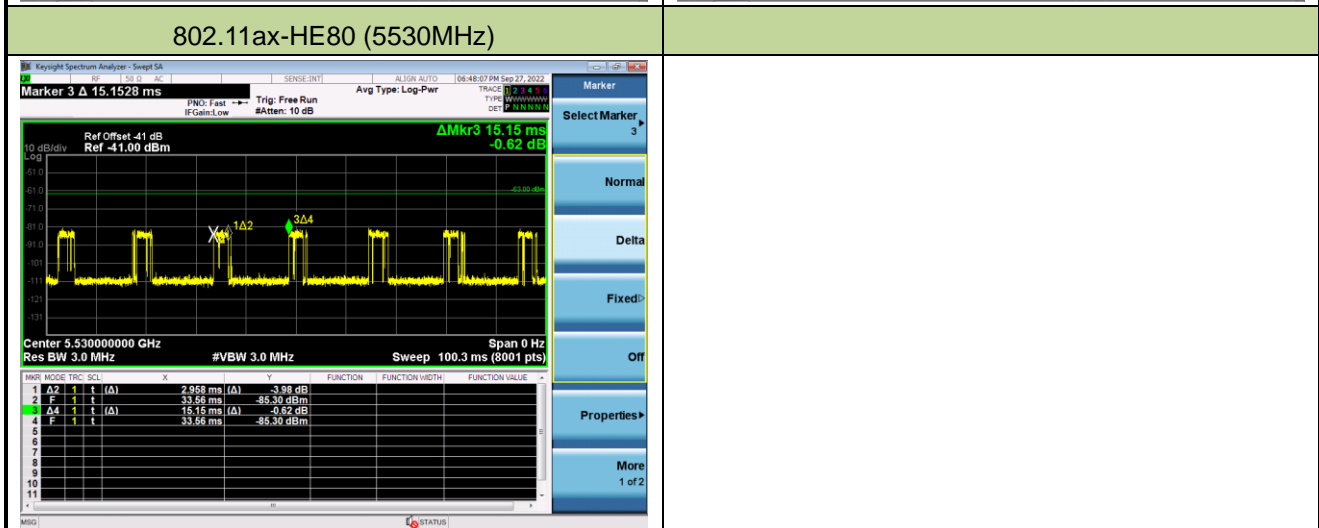 802.11ax-HE80 (5530MHz)
Keysight Spectrum Analyzer - Swept SA
RF 50 Ω AC SENSE:INT ALIGN AUTO 06:48:07 PM Sep 27, 2022
Marker 3 Δ 15.1528 ms
PNO: Fast
IFGain:Low
Trig: Free Run
#Atten: 10 dB
Avg Type: Log-Pwr
TRACE 1 2 3 4 5 6
TYPE WWWWWWW
DET P N N N N N
Marker
Select Marker
3
Normal
Delta
Fixed
Off
Properties
More
1 of 2
ΔMkr3 15.15 ms
-0.62 dB
Ref Offset -41 dB
10 dB/div Ref -41.00 dBm
Log
-51.0
-61.0
-63.00 dBm
-71.0
-81.0
-91.0
-101
-111
-121
-131
1Δ2
3Δ4
Center 5.530000000 GHz Span 0 Hz
Res BW 3.0 MHz #VBW 3.0 MHz Sweep 100.3 ms (8001 pts)
MKR MODE TRC SCL X Y FUNCTION FUNCTION WIDTH FUNCTION VALUE
1 Δ2 1 t (Δ) 2.958 ms (Δ) -3.98 dB
2 F 1 t 33.56 ms -85.30 dBm
3 Δ4 1 t (Δ) 15.15 ms (Δ) -0.62 dB
4 F 1 t 33.56 ms -85.30 dBm
5
6
7
8
9
10
11
MSG STATUS